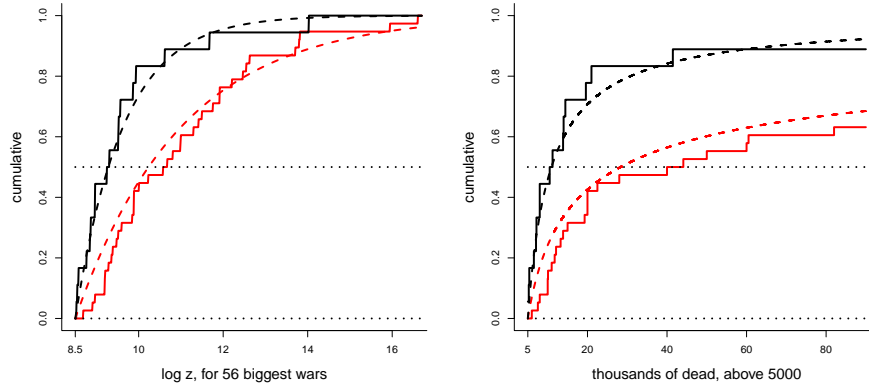 cumulative
1.0
0.8
0.6
0.4
0.2
0.0
8.5 10 12 14 16
log z, for 56 biggest wars
cumulative
1.0
0.8
0.6
0.4
0.2
0.0
5 20 40 60 80
thousands of dead, above 5000